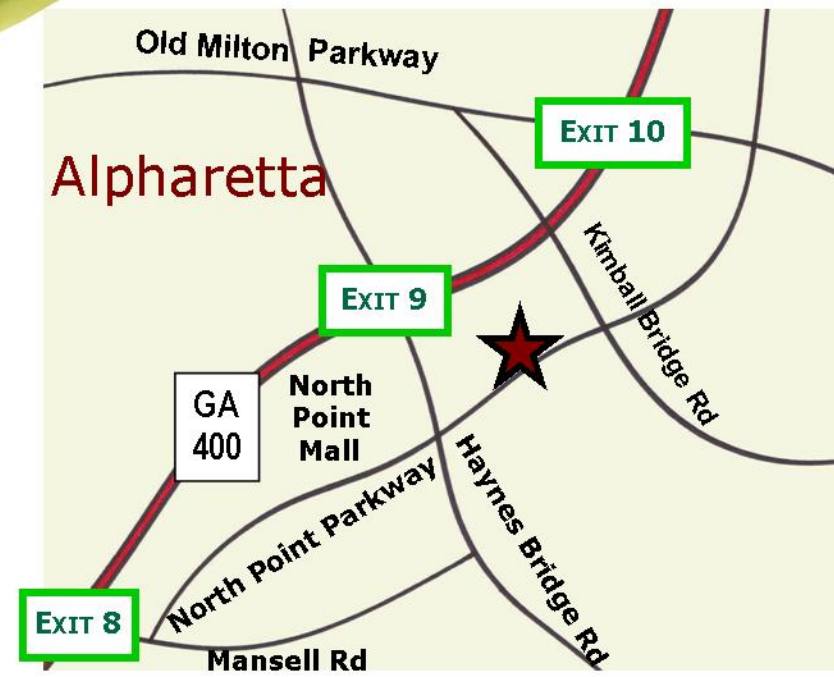 Old Milton Parkway
EXIT 10
Alpharetta
Kimball Bridge Rd
EXIT 9
GA
400
North
Point
Mall
North Point Parkway
Haynes Bridge Rd
EXIT 8
Mansell Rd